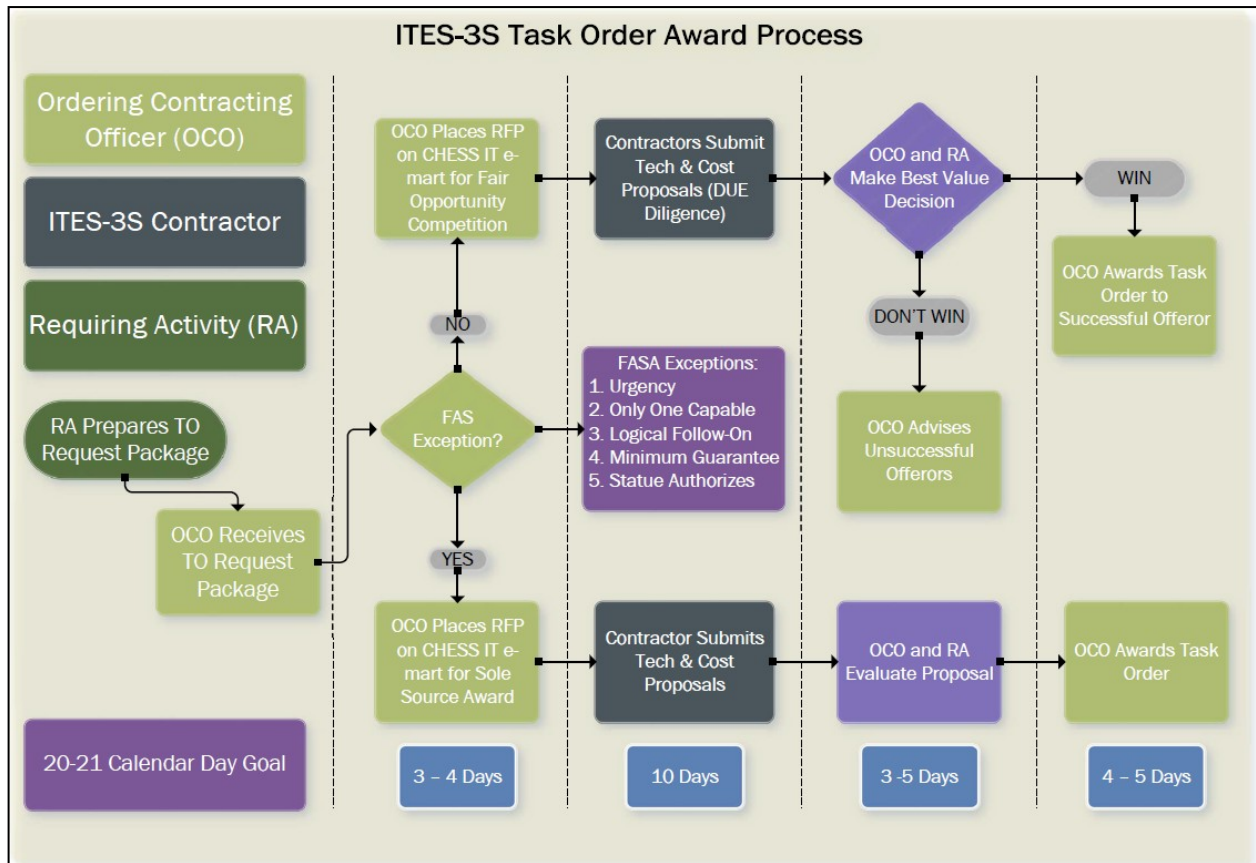 ITES-3S Task Order Award Process
Ordering Contracting
Officer (OCO)
ITES-3S Contractor
Requiring Activity (RA)
RA Prepares TO
Request Package
OCO Receives
TO Request
Package
20-21 Calendar Day Goal
OCO Places RFP
on CHESS IT e-
mart for Fair
Opportunity
Competition
NO
FAS
Exception?
YES
OCO Places RFP
on CHESS IT e-
mart for Sole
Source Award
3 – 4 Days
Contractors Submit
Tech & Cost
Proposals (DUE
Diligence)
FASA Exceptions:
1. Urgency
2. Only One Capable
3. Logical Follow-On
4. Minimum Guarantee
5. Statue Authorizes
Contractor Submits
Tech & Cost
Proposals
10 Days
OCO and RA
Make Best Value
Decision
DON'T WIN
OCO Advises
Unsuccessful
Offerors
OCO and RA
Evaluate Proposal
3 -5 Days
WIN
OCO Awards Task
Order to
Successful Offeror
OCO Awards Task
Order
4 – 5 Days